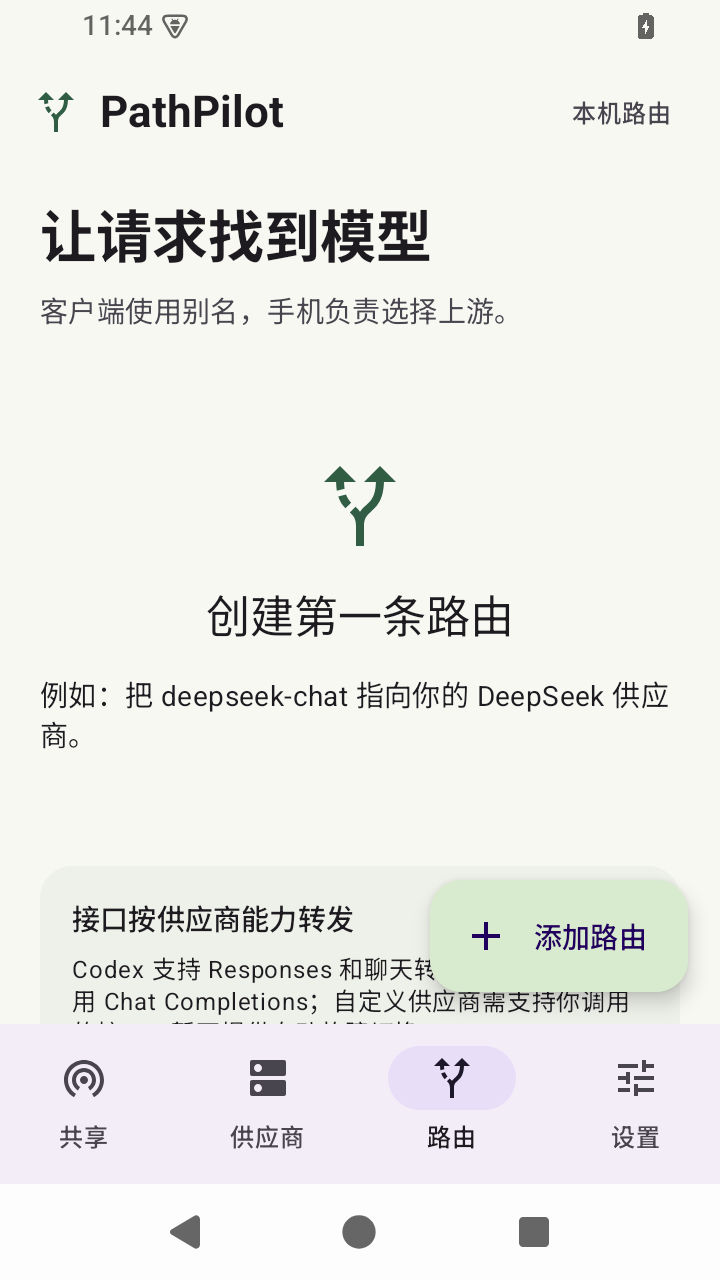 11:44
PathPilot
本机路由
让请求找到模型
客户端使用别名，手机负责选择上游。
创建第一条路由
例如：把 deepseek-chat 指向你的 DeepSeek 供应
商。
接口按供应商能力转发
添加路由
Codex 支持 Responses 和聊天转
用 Chat Completions；自定义供应商需支持你调用
共享
供应商
路由
设置